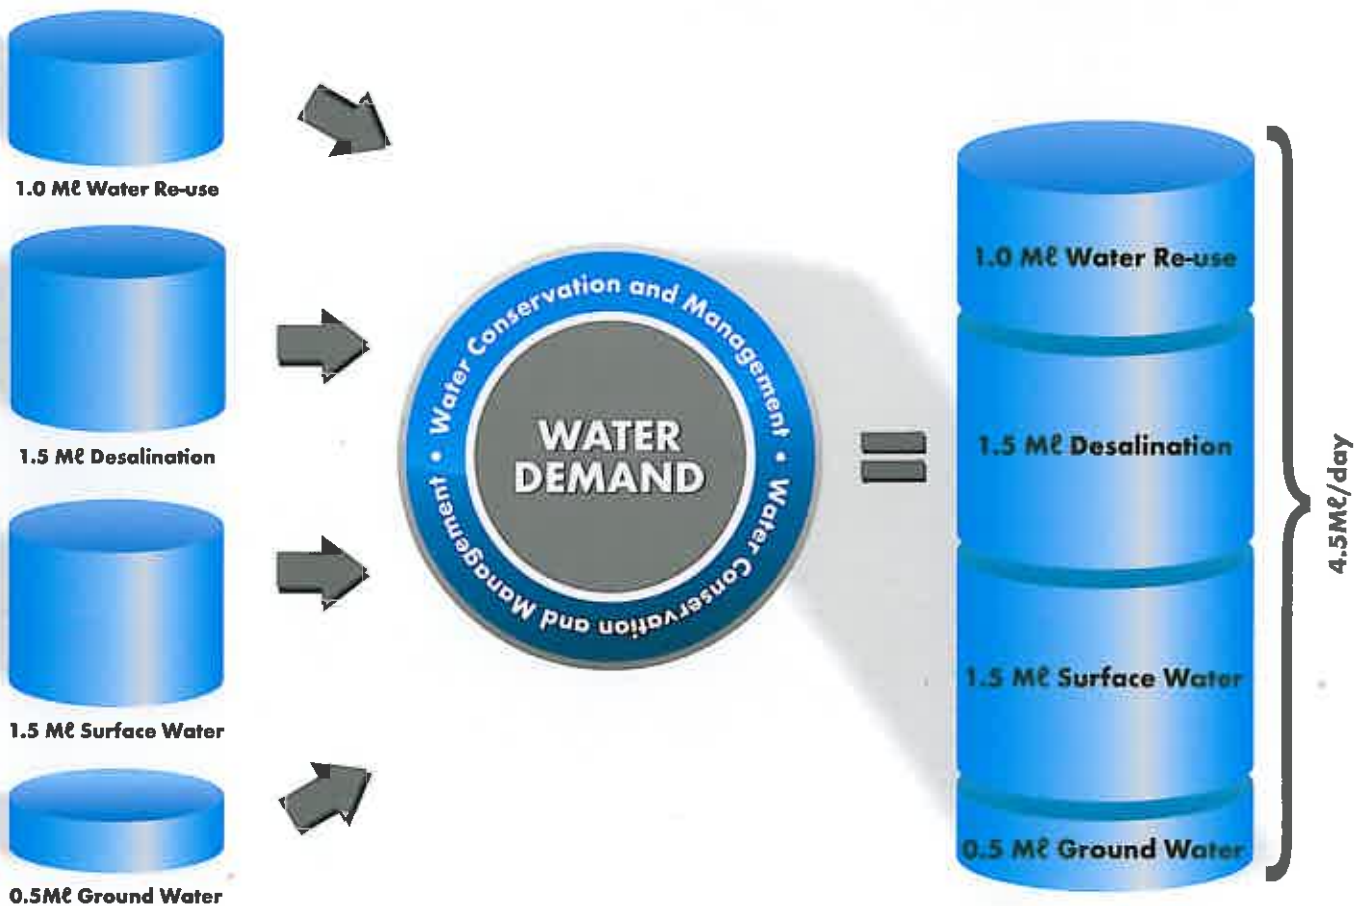 1.0 Mℓ Water Re-use
1.5 Mℓ Desalination
1.5 Mℓ Surface Water
0.5Mℓ Ground Water
• Water Conservation and Management
• Water Conservation and Management
WATER
DEMAND
1.0 Mℓ Water Re-use
1.5 Mℓ Desalination
1.5 Mℓ Surface Water
0.5 Mℓ Ground Water
4.5Mℓ/day